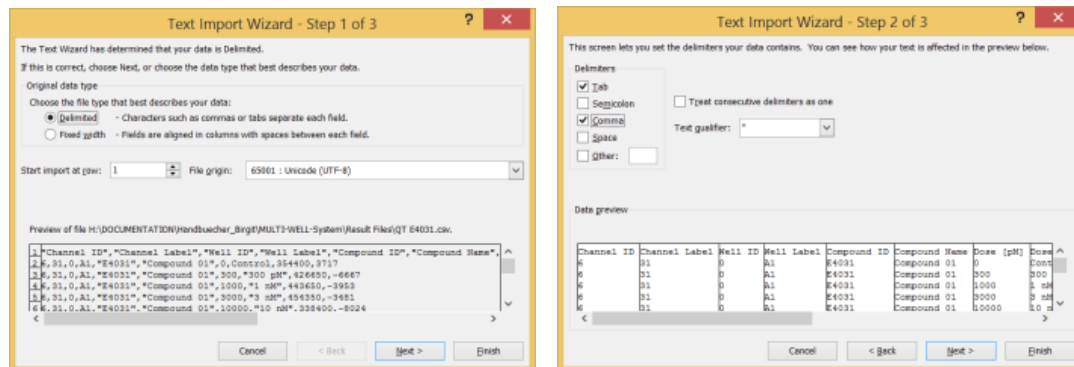 Text Import Wizard - Step 1 of 3
The Text Wizard has determined that your data is Delimited.
If this is correct, choose Next, or choose the data type that best describes your data.
Original data type
Choose the file type that best describes your data:
Delimited - Characters such as commas or tabs separate each field.
Fixed width - Fields are aligned in columns with spaces between each field.
Start import at row: 1 File origin: 65001 : Unicode (UTF-8)
Preview of file H:\DOCUMENTATION\Handbuecher_Birgit\MULTI-WELL-System\Result Files\QT E4031.csv.
1 "Channel ID","Channel Label","Well ID","Well Label","Compound ID","Compound Name",
2 6,31,0,A1,"E4031","Compound 01",0,Control,354400,3717
3 6,31,0,A1,"E4031","Compound 01",300,"300 pM",426650,-6667
4 6,31,0,A1,"E4031","Compound 01",1000,"1 nM",443650,-3953
5 6,31,0,A1,"E4031","Compound 01",3000,"3 nM",454350,-3481
6 6,31,0,A1,"E4031","Compound 01",10000,"10 nM",338400,-8024
Cancel < Back Next > Finish
Text Import Wizard - Step 2 of 3
This screen lets you set the delimiters your data contains. You can see how your text is affected in the preview below.
Delimiters
Tab
Semicolon
Comma
Space
Other:
Treat consecutive delimiters as one
Text qualifier: "
Data preview
Channel ID Channel Label Well ID Well Label Compound ID Compound Name Dose [pM] Dose
6 31 0 A1 E4031 Compound 01 0 Cont
6 31 0 A1 E4031 Compound 01 300 300
6 31 0 A1 E4031 Compound 01 1000 1 nM
6 31 0 A1 E4031 Compound 01 3000 3 nM
6 31 0 A1 E4031 Compound 01 10000 10 n
Cancel < Back Next > Finish